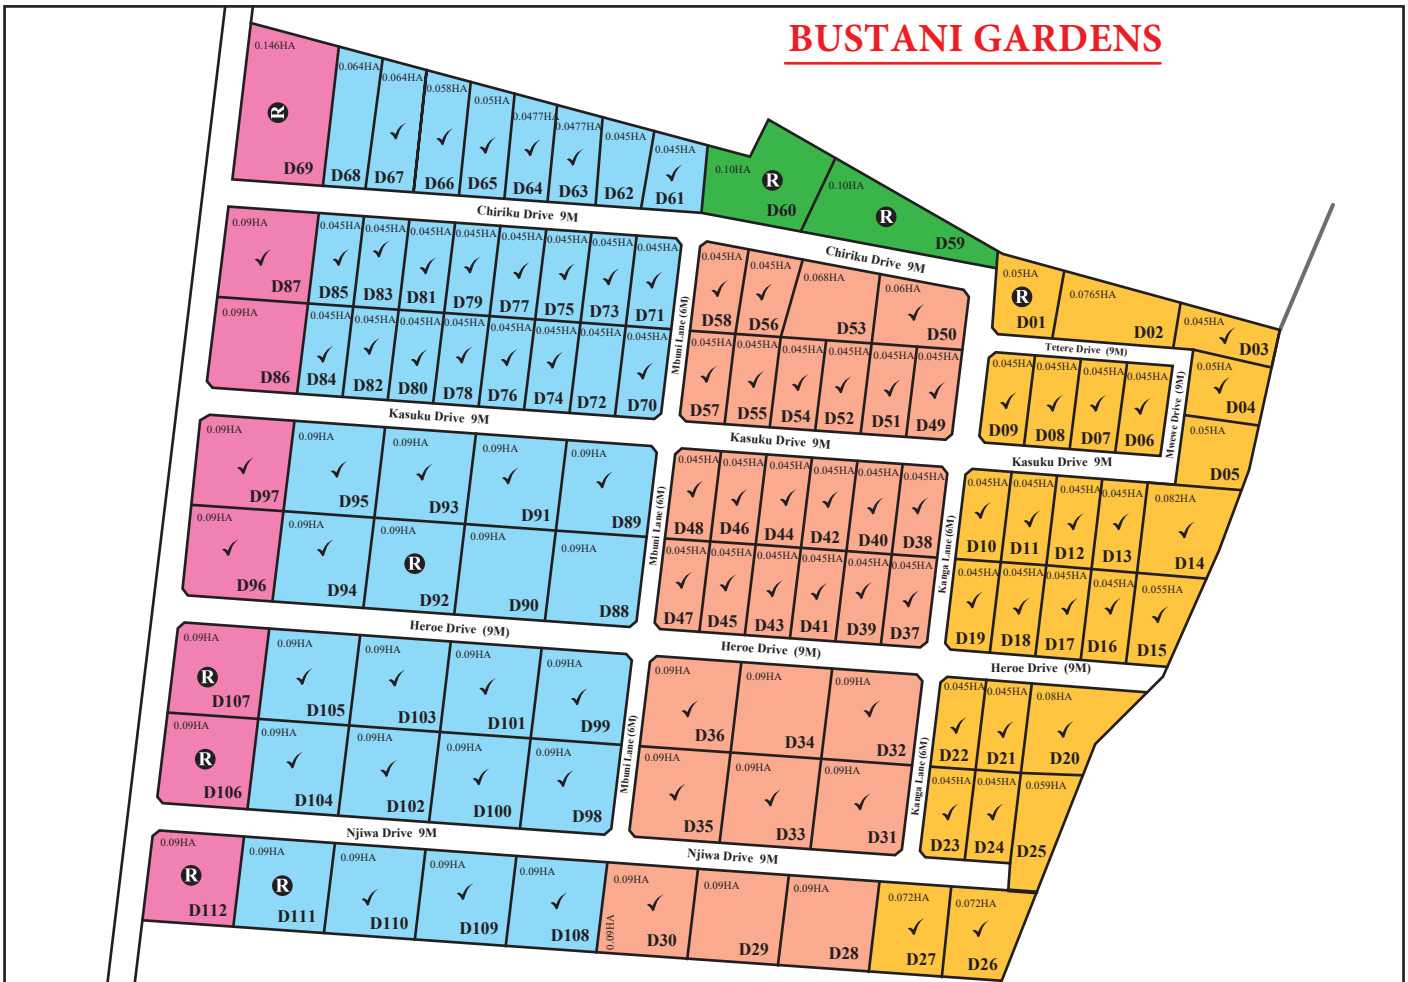 BUSTANI GARDENS
0.146HA
R
D69
0.064HA
D68
0.064HA
D67
0.058HA
D66
0.05HA
D65
0.0477HA
D64
0.0477HA
D63
0.045HA
D62
0.045HA
D61
0.10HA
R
D60
0.10HA
R
D59
Chiriku Drive 9M
Chiriku Drive 9M
0.09HA
D87
0.045HA
D85
0.045HA
D83
0.045HA
D81
0.045HA
D79
0.045HA
D77
0.045HA
D75
0.045HA
D73
0.045HA
D71
0.09HA
D86
0.045HA
D84
0.045HA
D82
0.045HA
D80
0.045HA
D78
0.045HA
D76
0.045HA
D74
D72
0.045HA
D70
Mbuni Lane (6M)
0.045HA
D58
0.045HA
D56
0.068HA
D53
0.06HA
D50
0.045HA
D57
0.045HA
D55
0.045HA
D54
0.045HA
D52
0.045HA
D51
0.045HA
D49
0.05HA
R
D01
0.0765HA
D02
0.045HA
D03
Tetere Drive (9M)
0.05HA
D04
0.05HA
D05
Mwewe Drive (9M)
0.045HA
D09
0.045HA
D08
0.045HA
D07
0.045HA
D06
Kasuku Drive 9M
Kasuku Drive 9M
Kasuku Drive 9M
0.09HA
D97
0.09HA
D95
0.09HA
D93
0.09HA
D91
0.09HA
D89
0.09HA
D96
0.09HA
D94
0.09HA
R
D92
0.09HA
D90
0.09HA
D88
Mbuni Lane (6M)
0.045HA
D48
0.045HA
D46
0.045HA
D44
0.045HA
D42
0.045HA
D40
0.045HA
D38
0.045HA
D47
0.045HA
D45
0.045HA
D43
0.045HA
D41
0.045HA
D39
0.045HA
D37
Kanga Lane (6M)
0.045HA
D10
0.045HA
D11
0.045HA
D12
0.045HA
D13
0.082HA
D14
0.045HA
D19
0.045HA
D18
0.045HA
D17
0.045HA
D16
0.055HA
D15
Heroe Drive (9M)
Heroe Drive (9M)
Heroe Drive (9M)
0.09HA
R
D107
0.09HA
D105
0.09HA
D103
0.09HA
D101
0.09HA
D99
0.09HA
R
D106
0.09HA
D104
0.09HA
D102
0.09HA
D100
0.09HA
D98
Mbuni Lane (6M)
0.09HA
D36
0.09HA
D34
0.09HA
D32
0.09HA
D35
0.09HA
D33
0.09HA
D31
Kanga Lane (6M)
0.045HA
D22
0.045HA
D21
0.08HA
D20
0.045HA
D23
0.045HA
D24
0.059HA
D25
Njiwa Drive 9M
Njiwa Drive 9M
0.09HA
R
D112
0.09HA
R
D111
0.09HA
D110
0.09HA
D109
0.09HA
D108
0.09HA
0.09HA
D30
0.09HA
D29
0.09HA
D28
0.072HA
D27
0.072HA
D26